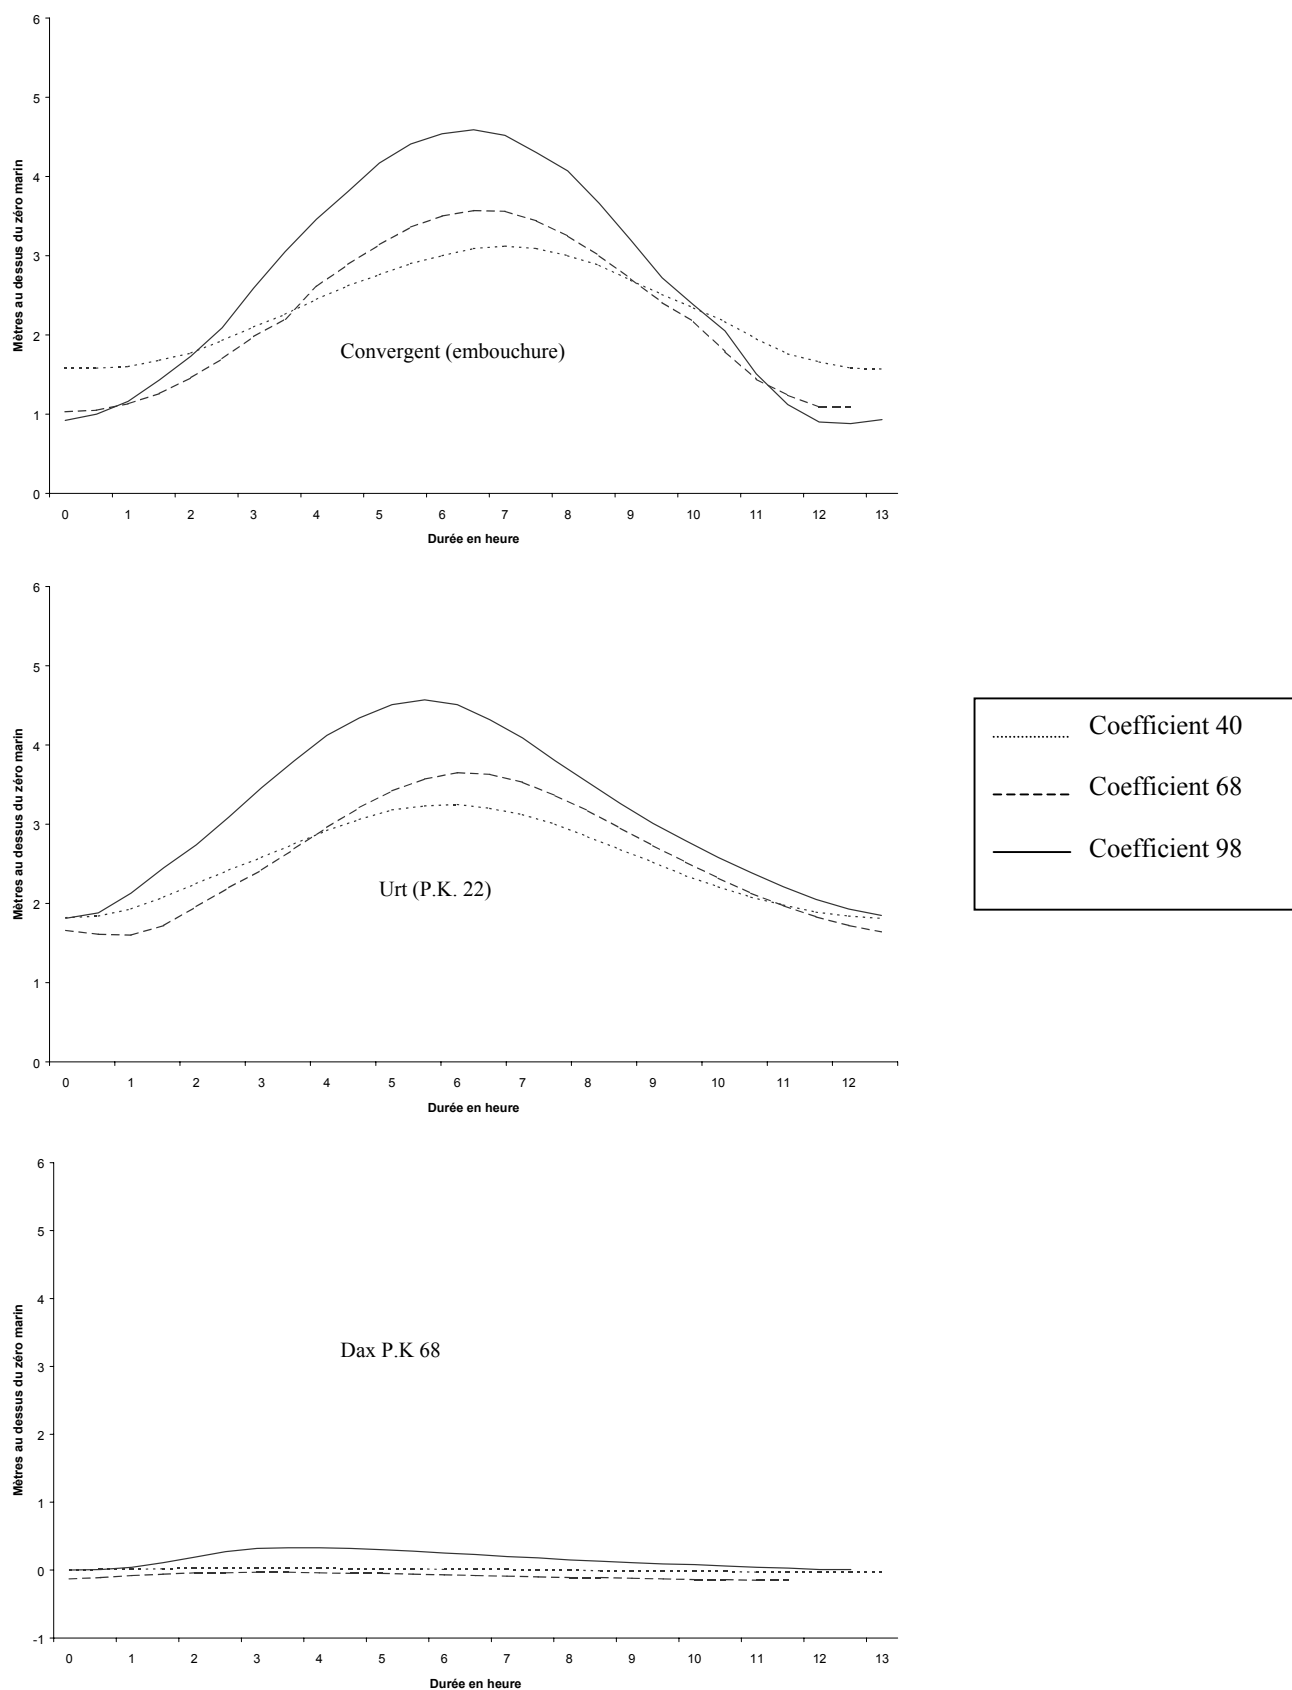 6
5
4
3
2
1
0
Mètres au dessus du zéro marin
Convergent (embouchure)
0 1 2 3 4 5 6 7 8 9 10 11 12 13
Durée en heure
6
5
4
3
2
1
0
Mètres au dessus du zéro marin
Urt (P.K. 22)
0 1 2 3 4 5 6 7 8 9 10 11 12
Durée en heure
Coefficient 40
Coefficient 68
Coefficient 98
6
5
4
3
2
1
0
-1
Mètres au dessus du zéro marin
Dax P.K 68
0 1 2 3 4 5 6 7 8 9 10 11 12 13
Durée en heure